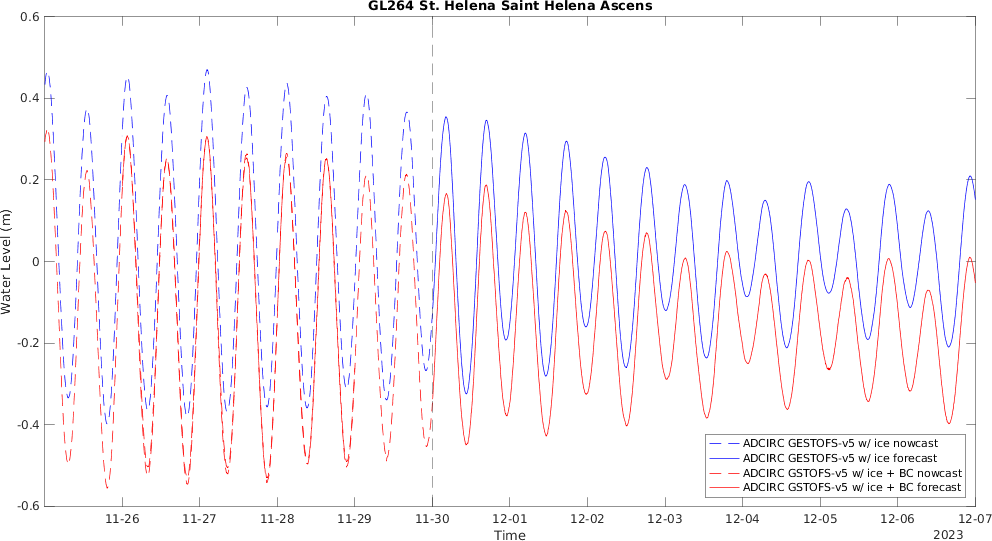 GL264 St. Helena Saint Helena Ascens
0.6
0.4
0.2
0
-0.2
-0.4
-0.6
Water Level (m)
11-26
11-27
11-28
11-29
11-30
12-01
12-02
12-03
12-04
12-05
12-06
12-07
Time
2023
ADCIRC GESTOFS-v5 w/ ice nowcast
ADCIRC GESTOFS-v5 w/ ice forecast
ADCIRC GSTOFS-v5 w/ ice + BC nowcast
ADCIRC GSTOFS-v5 w/ ice + BC forecast